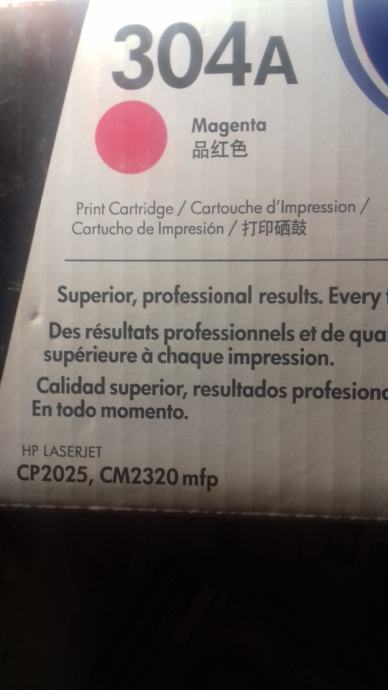 304A
Magenta
品红色
Print Cartridge / Cartouche d'Impression /
Cartucho de Impresión / 打印硒鼓
Superior, professional results. Every
Des résultats professionnels et de
supérieure à chaque impression.
Calidad superior, resultados
En todo momento.
HP LASERJET
CP2025, CM2320 mfp